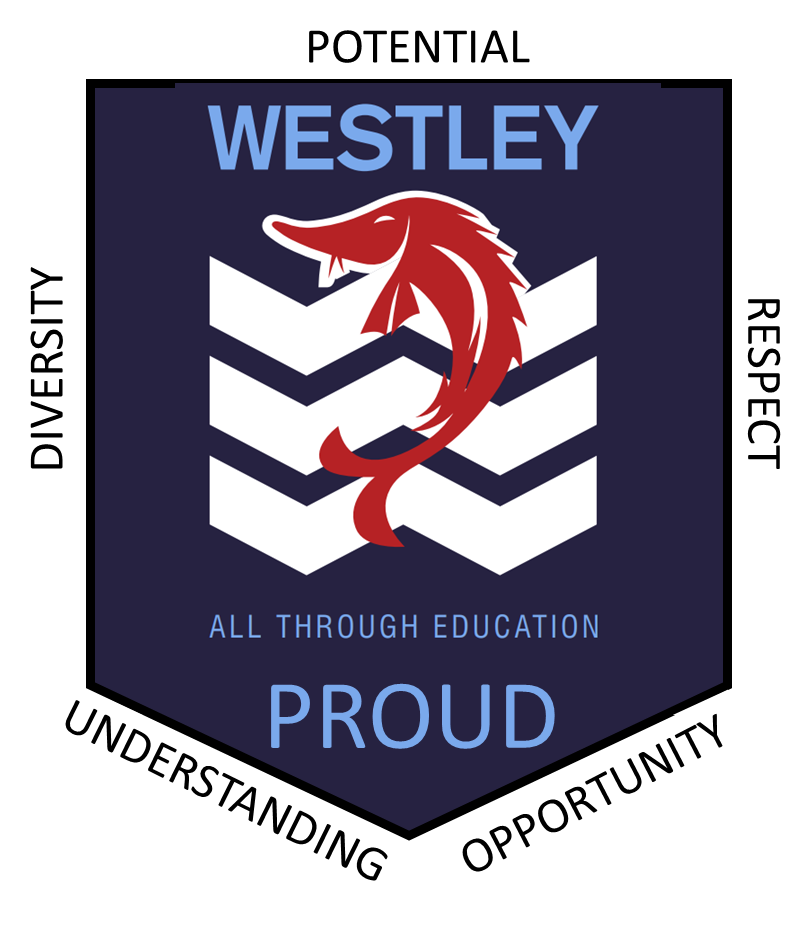 POTENTIAL
WESTLEY
DIVERSITY
RESPECT
ALL THROUGH EDUCATION
PROUD
UNDERSTANDING
OPPORTUNITY